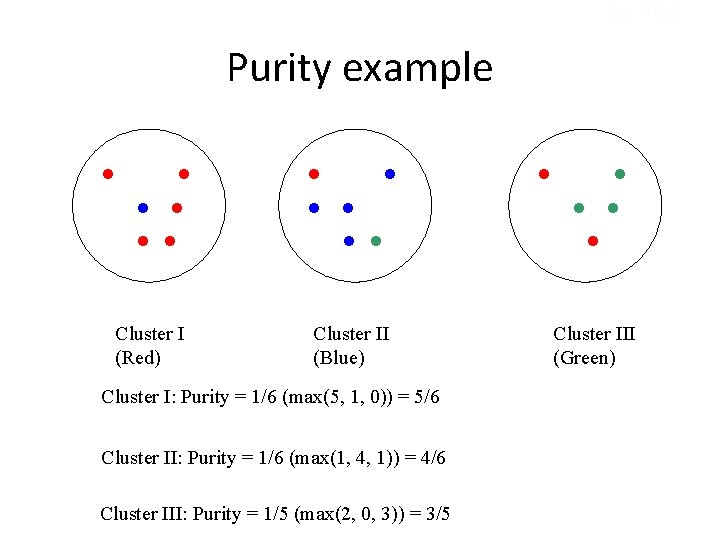 Purity example
Cluster I
(Red)
Cluster II
(Blue)
Cluster III
(Green)
Cluster I: Purity = 1/6 (max(5, 1, 0)) = 5/6
Cluster II: Purity = 1/6 (max(1, 4, 1)) = 4/6
Cluster III: Purity = 1/5 (max(2, 0, 3)) = 3/5